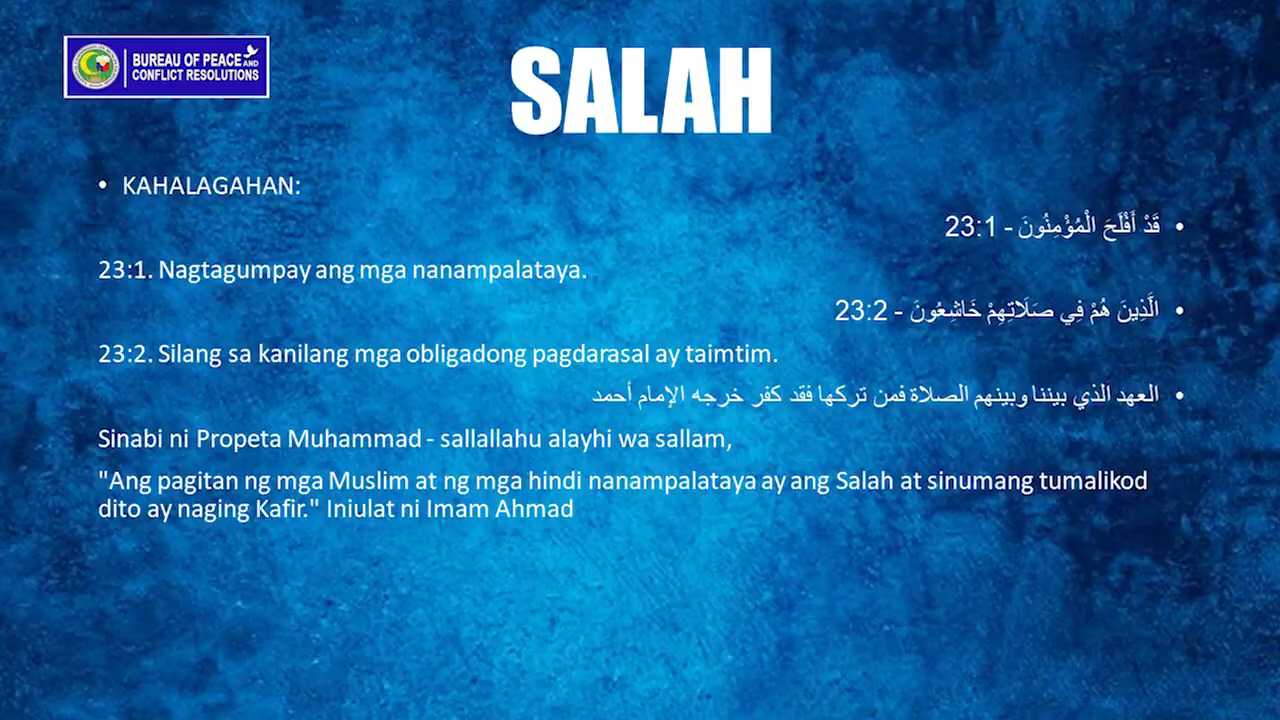 BUREAU OF PEACE AND
CONFLICT RESOLUTIONS
SALAH
• KAHALAGAHAN:
• قَدْ أَفْلَحَ الْمُؤْمِنُونَ - 23:1
23:1. Nagtagumpay ang mga nanampalataya.
• الَّذِينَ هُمْ فِي صَلَاتِهِمْ خَاشِعُونَ - 23:2
23:2. Silang sa kanilang mga obligadong pagdarasal ay taimtim.
• العهد الذي بيننا وبينهم الصلاة فمن تركها فقد كفر خرجه الإمام أحمد
Sinabi ni Propeta Muhammad - sallallahu alayhi wa sallam,
"Ang pagitan ng mga Muslim at ng mga hindi nanampalataya ay ang Salah at sinumang tumalikod
dito ay naging Kafir." Iniulat ni Imam Ahmad